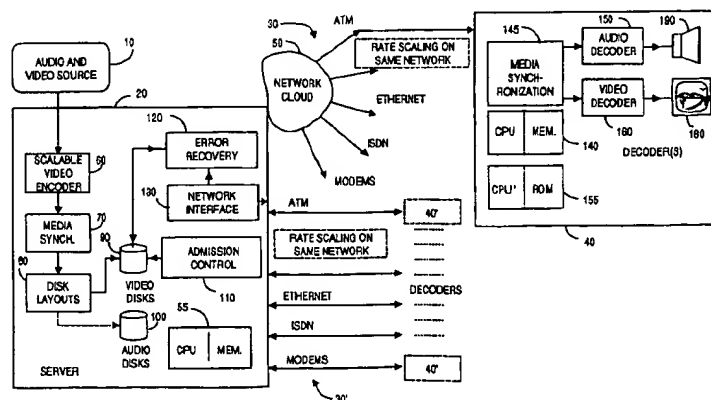 10
AUDIO AND
VIDEO SOURCE
20
120
ERROR
RECOVERY
60
SCALABLE
VIDEO
ENCODER
130
NETWORK
INTERFACE
70
MEDIA
SYNCH.
90
80
DISK
LAYOUTS
VIDEO
DISKS
ADMISSION
CONTROL
110
100
AUDIO
DISKS
55
CPU
MEM.
SERVER
30
50
NETWORK
CLOUD
ATM
RATE SCALING ON
SAME NETWORK
ETHERNET
ISDN
MODEMS
ATM
40'
RATE SCALING ON
SAME NETWORK
DECODERS
ETHERNET
ISDN
MODEMS
40'
30'
145
MEDIA
SYNCH-
RONIZATION
150
AUDIO
DECODER
190
VIDEO
DECODER
160
180
CPU
MEM.
140
DECODER(S)
CPU'
ROM
155
40